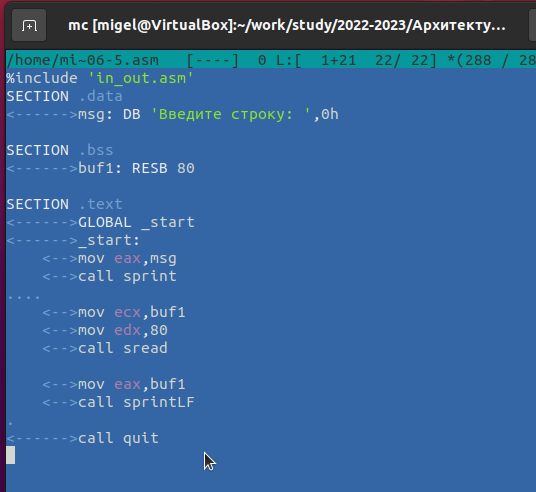 mc [migel@VirtualBox]:~/work/study/2022-2023/Архитекту...
/home/mi~06-5.asm [----] 0 L:[ 1+21 22/ 22] *(288 / 28
%include 'in_out.asm'
SECTION .data
<------>msg: DB 'Введите строку: ',0h
SECTION .bss
<------>buf1: RESB 80
SECTION .text
<------>GLOBAL _start
<------>_start:
<-->mov eax,msg
<-->call sprint
....
<-->mov ecx,buf1
<-->mov edx,80
<-->call sread
<-->mov eax,buf1
<-->call sprintLF
.
<------>call quit